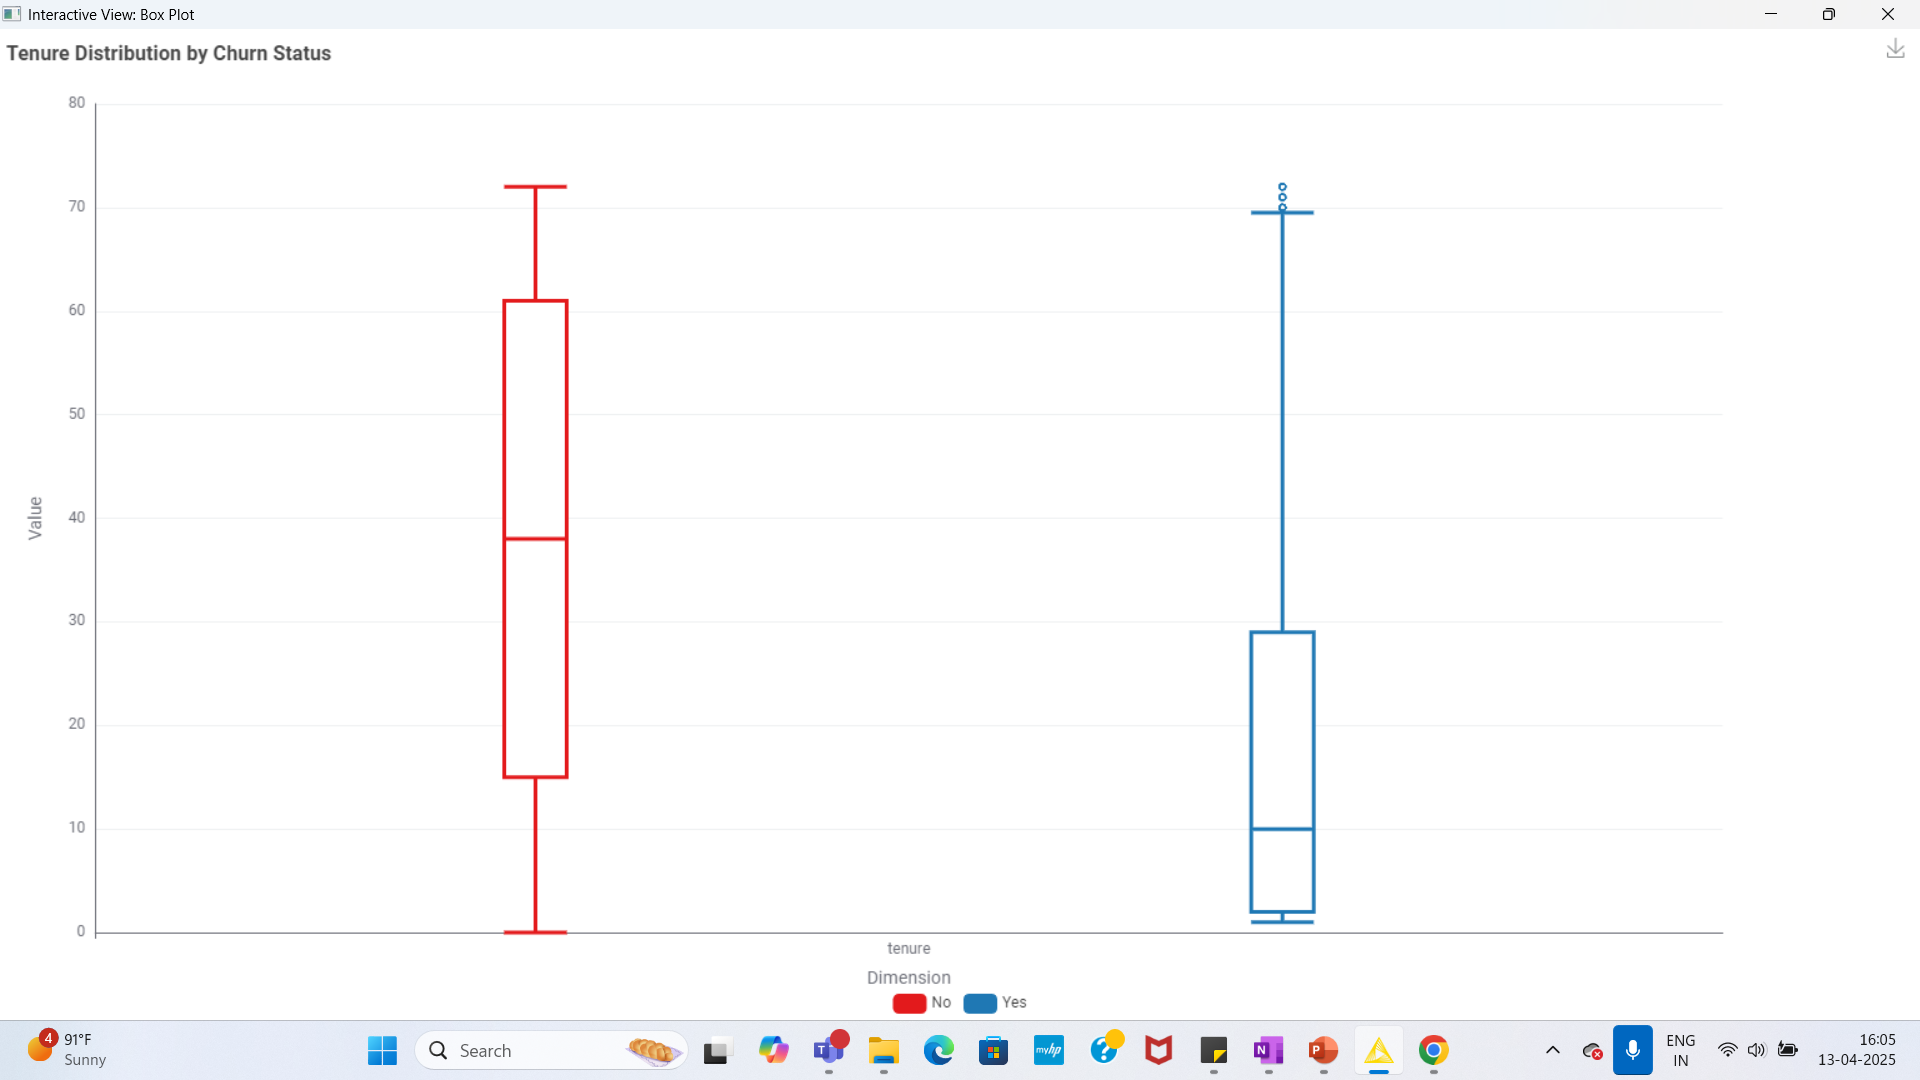 Interactive View: Box Plot
Tenure Distribution by Churn Status
80
70
60
50
40
30
20
10
0
Value
tenure
Dimension
No Yes
4
91°F
Sunny
Search
T
myhp
?
N
P
ENG
IN
16:05
13-04-2025